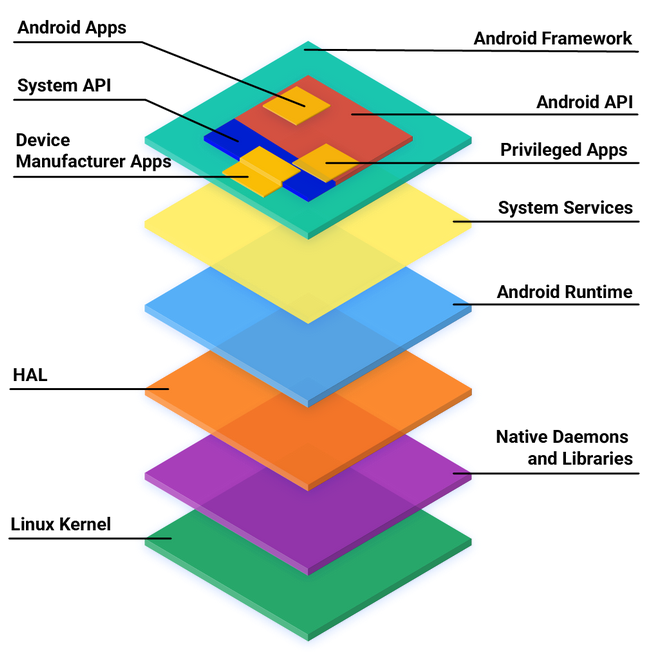 Android Apps
Android Framework
System API
Android API
Device
Manufacturer Apps
Privileged Apps
System Services
Android Runtime
HAL
Native Daemons
and Libraries
Linux Kernel